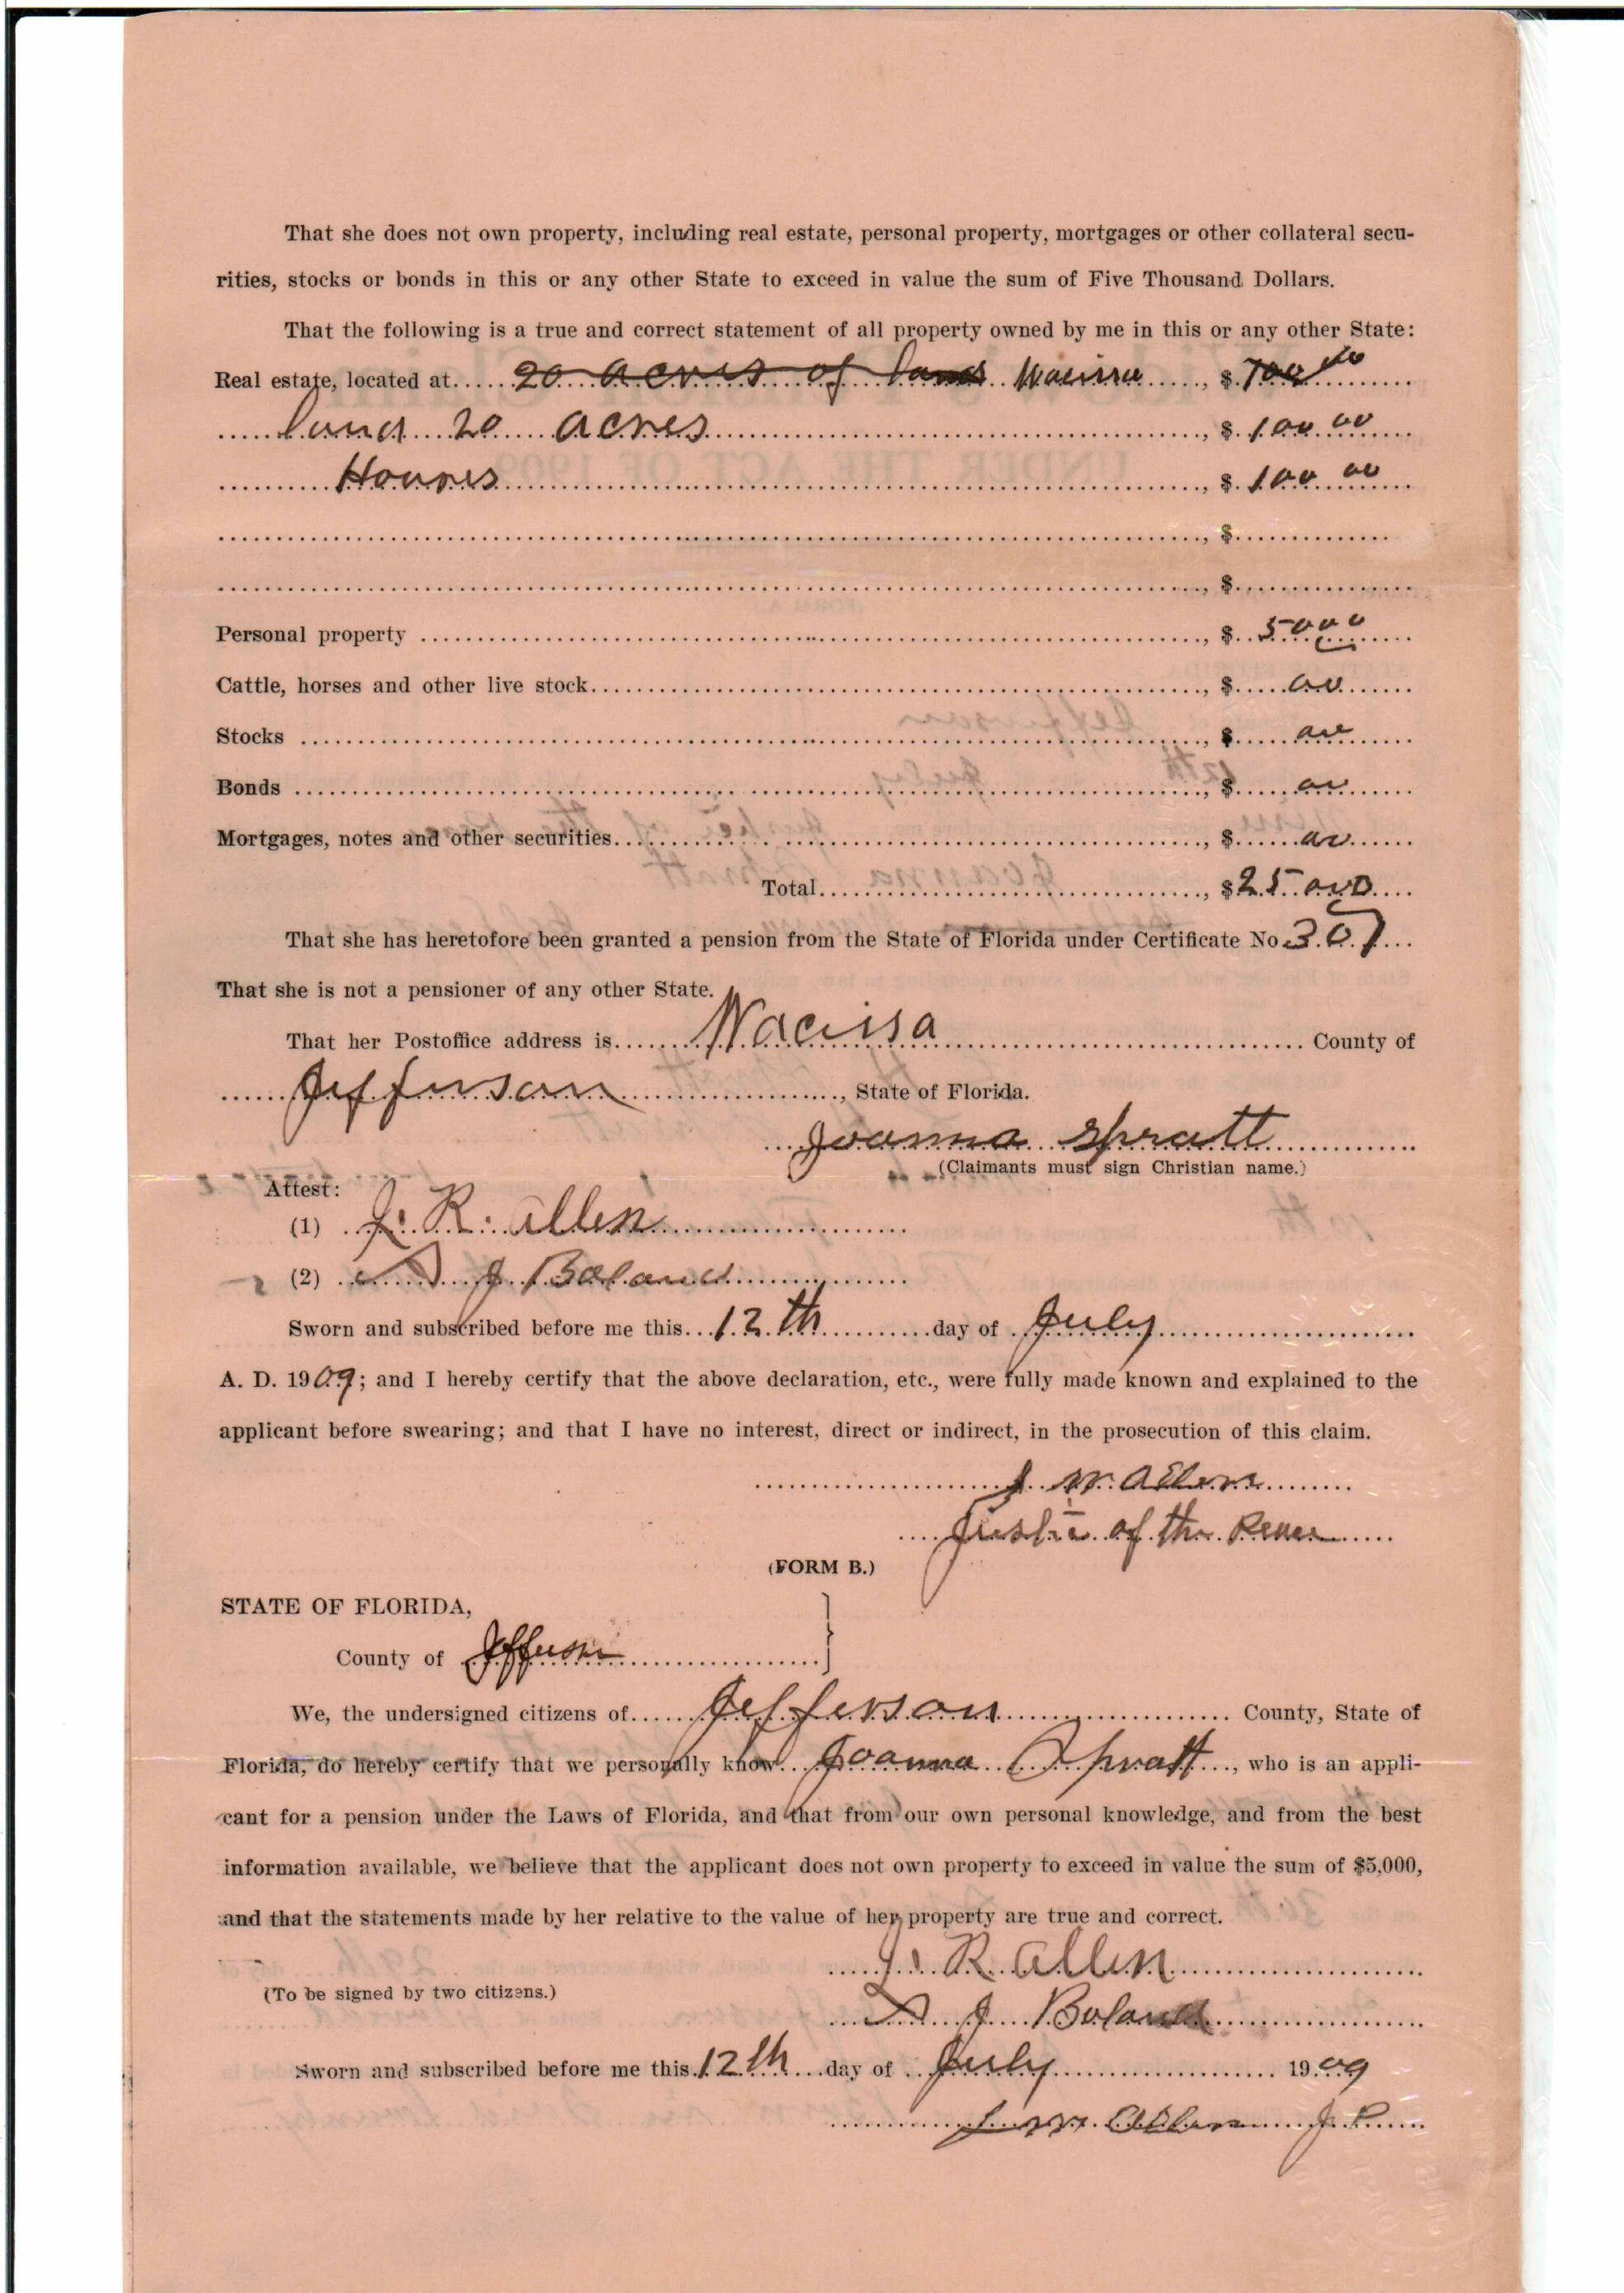 That she does not own property, including real estate, personal property, mortgages or other collateral secu-
rities, stocks or bonds in this or any other State to exceed in value the sum of Five Thousand Dollars.
That the following is a true and correct statement of all property owned by me in this or any other State:
Real estate, located at 20 acres of land Wacissa, $
land 20 acres, $ 100 00
Houses, $ 100 00
, $
, $
Personal property, $ 50 00
Cattle, horses and other live stock, $ 00
Stocks, $ 00
Bonds, $ 00
Mortgages, notes and other securities, $ 00
Total, $ 25000
That she has heretofore been granted a pension from the State of Florida under Certificate No 307
That she is not a pensioner of any other State.
That her Postoffice address is Wacissa County of
Jefferson, State of Florida.
Joanna Spratt
(Claimants must sign Christian name.)
Attest:
(1) J. R. Allen
(2) J Boland
Sworn and subscribed before me this 12th day of July
A. D. 1909; and I hereby certify that the above declaration, etc., were fully made known and explained to the
applicant before swearing; and that I have no interest, direct or indirect, in the prosecution of this claim.
Allen
Justice of the Peace
(FORM B.)
STATE OF FLORIDA,
County of Jefferson
We, the undersigned citizens of Jefferson County, State of
Florida, do hereby certify that we personally know Joanna Spratt, who is an appli-
cant for a pension under the Laws of Florida, and that from our own personal knowledge, and from the best
information available, we believe that the applicant does not own property to exceed in value the sum of $5,000,
and that the statements made by her relative to the value of her property are true and correct.
J. R Allen
(To be signed by two citizens.)
J Boland
Sworn and subscribed before me this 12th day of July 1909
Allen J. P.